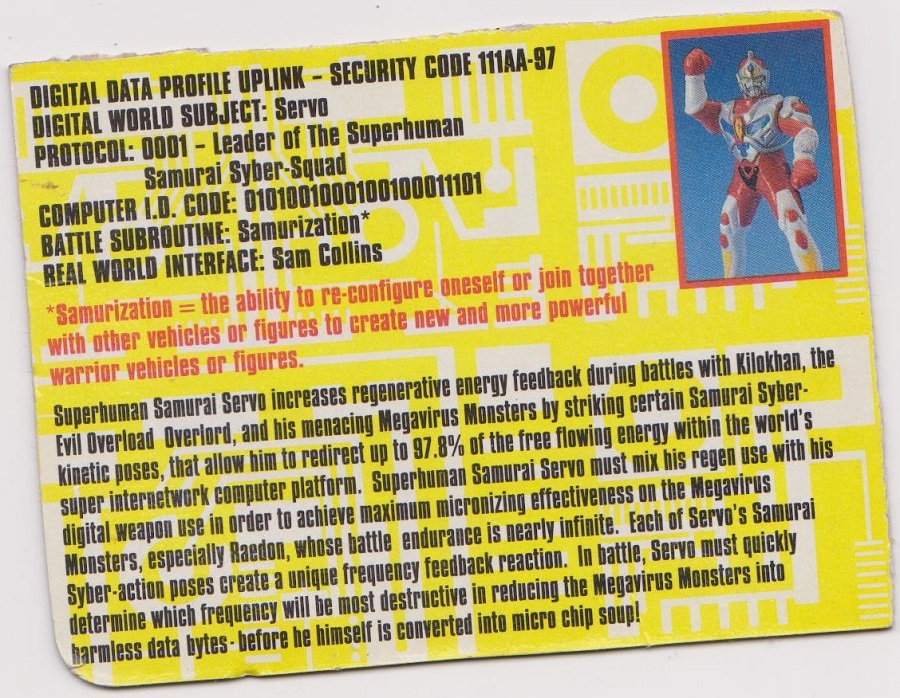 DIGITAL DATA PROFILE UPLINK - SECURITY CODE 111AA-97
DIGITAL WORLD SUBJECT: Servo
PROTOCOL: 0001 - Leader of The Superhuman
Samurai Syber-Squad
COMPUTER I.D. CODE: 0101001000100100011101
BATTLE SUBROUTINE: Samurization*
REAL WORLD INTERFACE: Sam Collins
*Samurization = the ability to re-configure oneself or join together
with other vehicles or figures to create new and more powerful
warrior vehicles or figures.
Superhuman Samurai Servo increases regenerative energy feedback during battles with Kilokhan, the
Evil Overload Overlord, and his menacing Megavirus Monsters by striking certain Samurai Syber-
kinetic poses, that allow him to redirect up to 97.8% of the free flowing energy within the world's
super internetwork computer platform. Superhuman Samurai Servo must mix his regen use with his
digital weapon use in order to achieve maximum micronizing effectiveness on the Megavirus
Monsters, especially Raedon, whose battle endurance is nearly infinite. Each of Servo's Samurai
Syber-action poses create a unique frequency feedback reaction. In battle, Servo must quickly
determine which frequency will be most destructive in reducing the Megavirus Monsters into
harmless data bytes - before he himself is converted into micro chip soup!